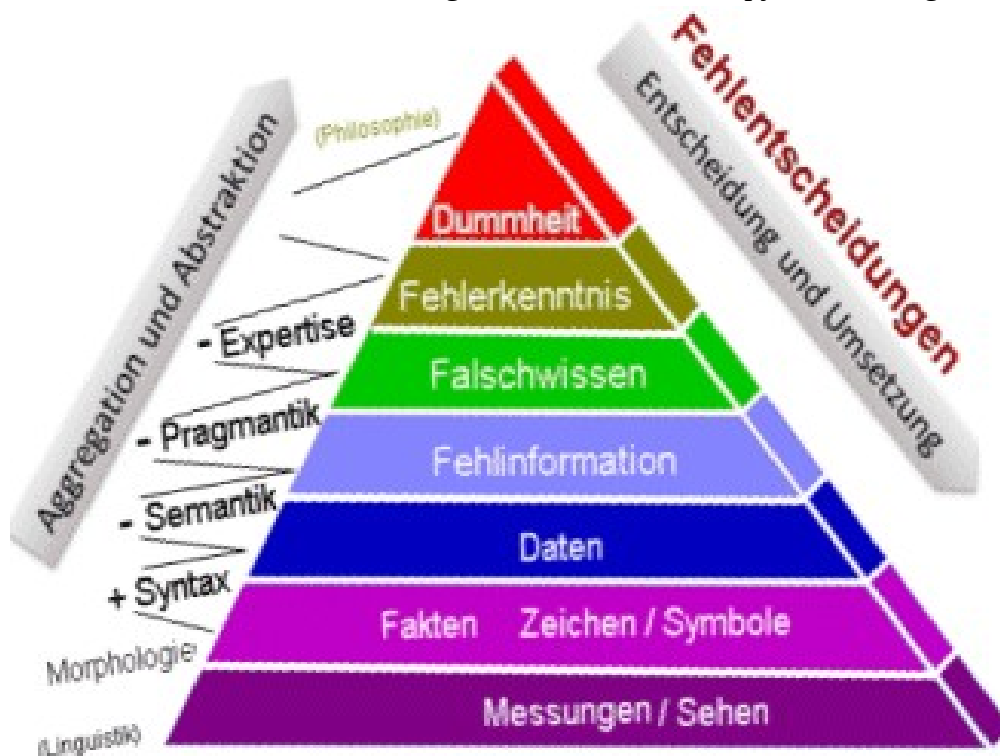 Fehlentscheidungen
Entscheidung und Umsetzung
Aggregation und Abstraktion
(Philosophie)
Dummheit
Fehlerkenntnis
- Expertise
Falschwissen
- Pragmantik
Fehlinformation
- Semantik
Daten
+ Syntax
Fakten Zeichen / Symbole
Morphologie
Messungen / Sehen
(Linguistik)